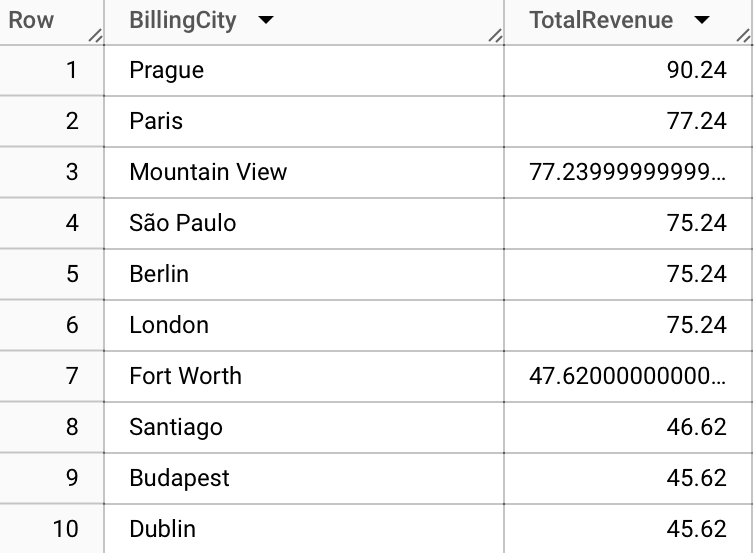 Row BillingCity TotalRevenue
1 Prague 90.24
2 Paris 77.24
3 Mountain View 77.23999999999...
4 São Paulo 75.24
5 Berlin 75.24
6 London 75.24
7 Fort Worth 47.62000000000...
8 Santiago 46.62
9 Budapest 45.62
10 Dublin 45.62